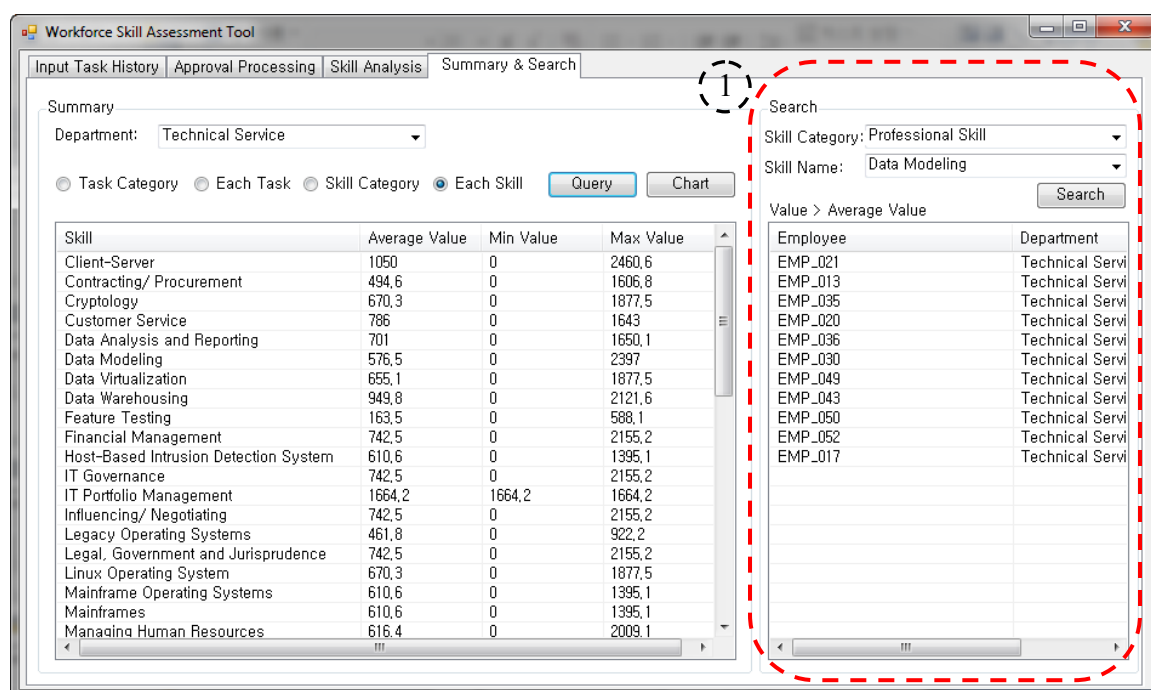 Workforce Skill Assessment Tool
Input Task History Approval Processing Skill Analysis Summary & Search
1
Summary
Department: Technical Service
Task Category Each Task Skill Category Each Skill Query Chart
Skill Average Value Min Value Max Value
Client-Server 1050 0 2460,6
Contracting/ Procurement 494,6 0 1606,8
Cryptology 670,3 0 1877,5
Customer Service 786 0 1643
Data Analysis and Reporting 701 0 1650,1
Data Modeling 576,5 0 2397
Data Virtualization 655,1 0 1877,5
Data Warehousing 949,8 0 2121,6
Feature Testing 163,5 0 588,1
Financial Management 742,5 0 2155,2
Host-Based Intrusion Detection System 610,6 0 1395,1
IT Governance 742,5 0 2155,2
IT Portfolio Management 1664,2 1664,2 1664,2
Influencing/ Negotiating 742,5 0 2155,2
Legacy Operating Systems 461,8 0 922,2
Legal, Government and Jurisprudence 742,5 0 2155,2
Linux Operating System 670,3 0 1877,5
Mainframe Operating Systems 610,6 0 1395,1
Mainframes 610,6 0 1395,1
Managing Human Resources 616,4 0 2009,1
Search
Skill Category: Professional Skill
Skill Name: Data Modeling
Search
Value > Average Value
Employee Department
EMP_021 Technical Servi
EMP_013 Technical Servi
EMP_035 Technical Servi
EMP_020 Technical Servi
EMP_036 Technical Servi
EMP_030 Technical Servi
EMP_049 Technical Servi
EMP_043 Technical Servi
EMP_050 Technical Servi
EMP_052 Technical Servi
EMP_017 Technical Servi